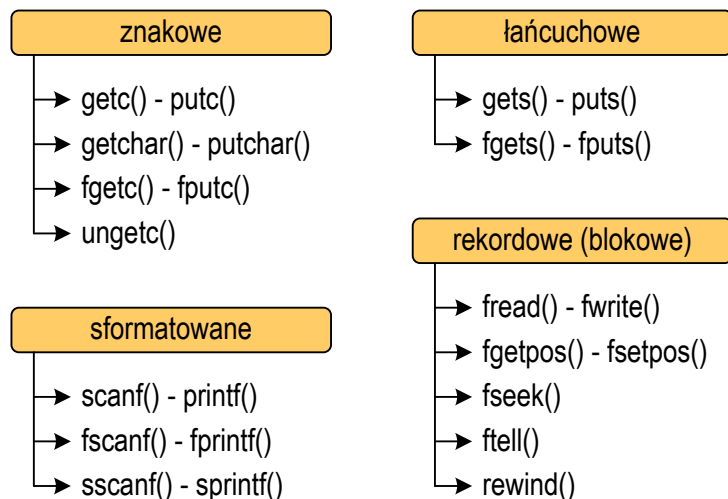 znakowe
getc() - putc()
getchar() - putchar()
fgetc() - fputc()
ungetc()
sformatowane
scanf() - printf()
fscanf() - fprintf()
sscanf() - sprintf()
łańcuchowe
gets() - puts()
fgets() - fputs()
rekordowe (blokowe)
fread() - fwrite()
fgetpos() - fsetpos()
fseek()
ftell()
rewind()